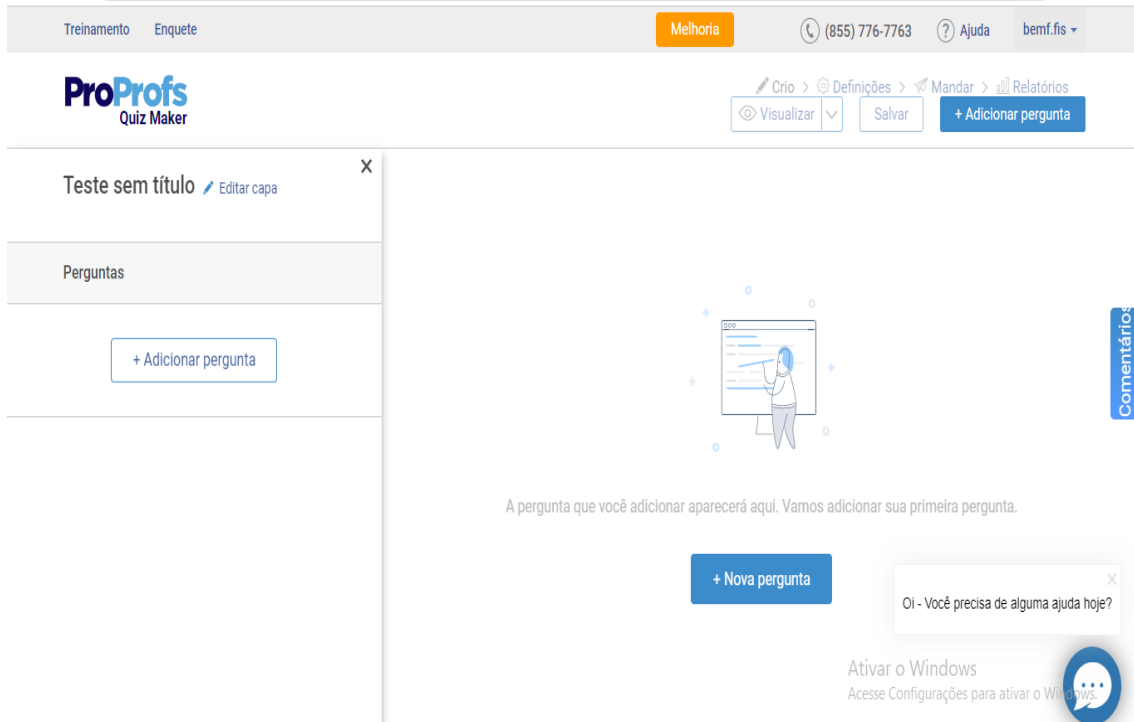 Treinamento Enquete Melhoria (855) 776-7763 ? Ajuda bemf.fis
ProProfs
Quiz Maker
Crio > Definições > Mandar > Relatórios
Visualizar Salvar + Adicionar pergunta
Teste sem título Editar capa X
Perguntas
+ Adicionar pergunta
Comentários
A pergunta que você adicionar aparecerá aqui. Vamos adicionar sua primeira pergunta.
+ Nova pergunta
X
Oi - Você precisa de alguma ajuda hoje?
Ativar o Windows
Acesse Configurações para ativar o Windows.